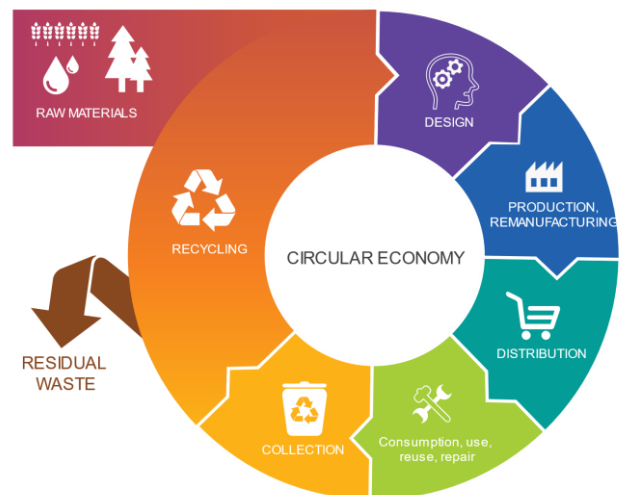 RAW MATERIALS
DESIGN
PRODUCTION,
REMANUFACTURING
RECYCLING
CIRCULAR ECONOMY
DISTRIBUTION
RESIDUAL
WASTE
COLLECTION
Consumption, use,
reuse, repair